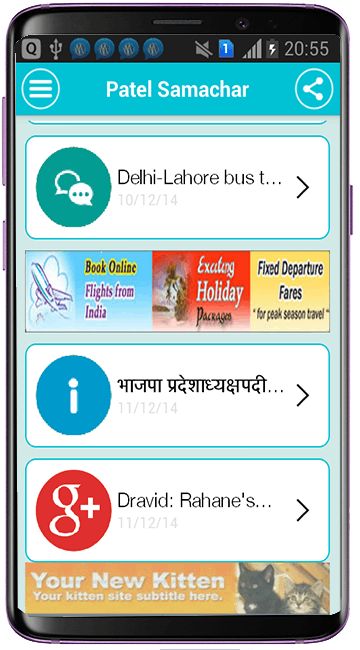 20:55
Patel Samachar
Delhi-Lahore bus t...
10/12/14
Book Online
Flights from
India
Exciting
Holiday
Packages
Fixed Departure
Fares
"for peak season travel"
भाजपा प्रदेशाध्यक्षपदी...
11/12/14
Dravid: Rahane's...
11/12/14
Your New Kitten
Your kitten site subtitle here.